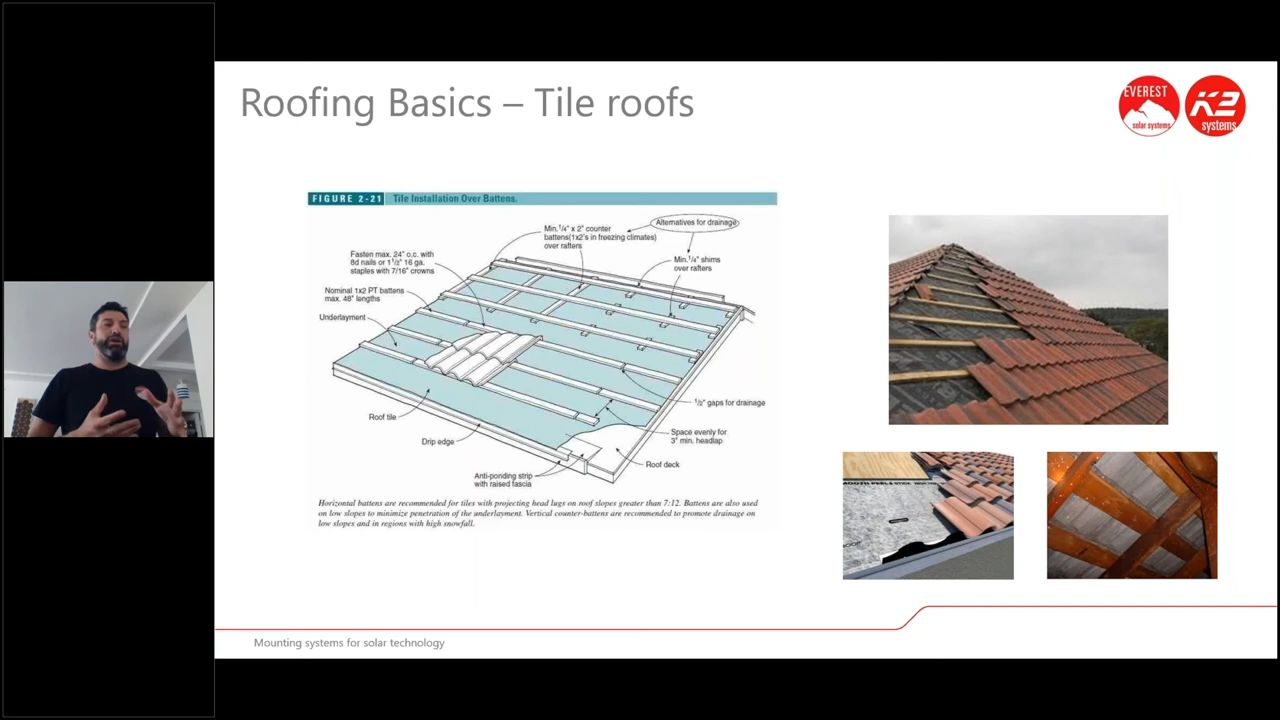 Roofing Basics – Tile roofs
EVEREST
solar systems
K2
systems
FIGURE 2-21 Tile Installation Over Battens.
Alternatives for drainage
Min. 1/4" x 2" counter
battens(1x2's in freezing climates)
over rafters
Fasten max. 24" o.c. with
8d nails or 1 1/2" 16 ga.
staples with 7/16" crowns
Min. 1/4" shims
over rafters
Nominal 1x2 PT battens
max. 48" lengths
Underlayment
1/2" gaps for drainage
Roof tile
Space evenly for
3" min. headlap
Drip edge
Roof deck
Anti-ponding strip
with raised fascia
Horizontal battens are recommended for tiles with projecting head lugs on roof slopes greater than 7:12. Battens are also used
on low slopes to minimize penetration of the underlayment. Vertical counter-battens are recommended to promote drainage on
low slopes and in regions with high snowfall.
Mounting systems for solar technology